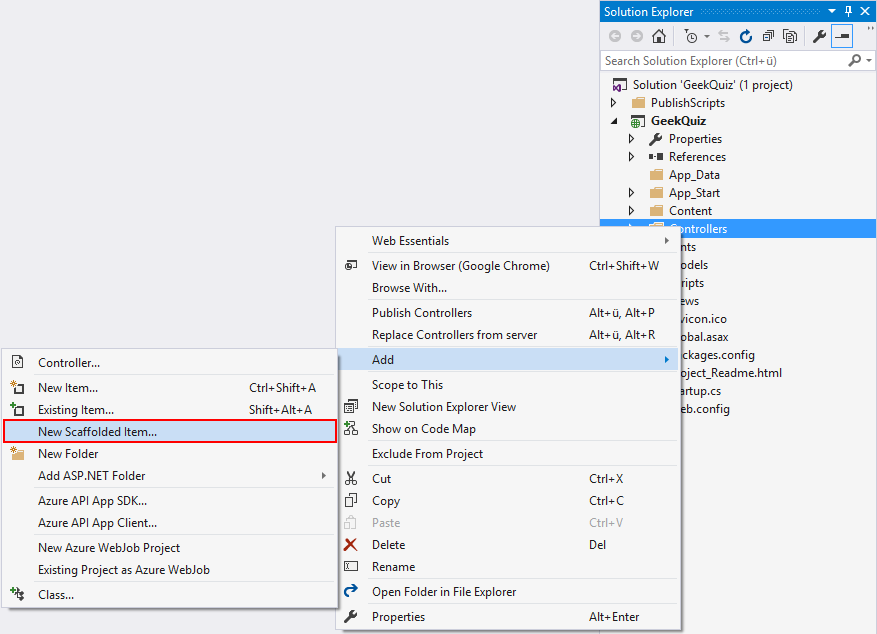 Solution Explorer
Search Solution Explorer (Ctrl+ü)
Solution 'GeekQuiz' (1 project)
PublishScripts
GeekQuiz
Properties
References
App_Data
App_Start
Content
Controllers
nts
odels
ripts
ews
vicon.ico
obal.asax
ckages.config
oject_Readme.html
artup.cs
eb.config
Web Essentials
View in Browser (Google Chrome) Ctrl+Shift+W
Browse With...
Publish Controllers Alt+ü, Alt+P
Replace Controllers from server Alt+ü, Alt+R
Add
Scope to This
New Solution Explorer View
Show on Code Map
Exclude From Project
Cut Ctrl+X
Copy Ctrl+C
Paste Ctrl+V
Delete Del
Rename
Open Folder in File Explorer
Properties Alt+Enter
Controller...
New Item... Ctrl+Shift+A
Existing Item... Shift+Alt+A
New Scaffolded Item...
New Folder
Add ASP.NET Folder
Azure API App SDK...
Azure API App Client...
New Azure WebJob Project
Existing Project as Azure WebJob
Class...